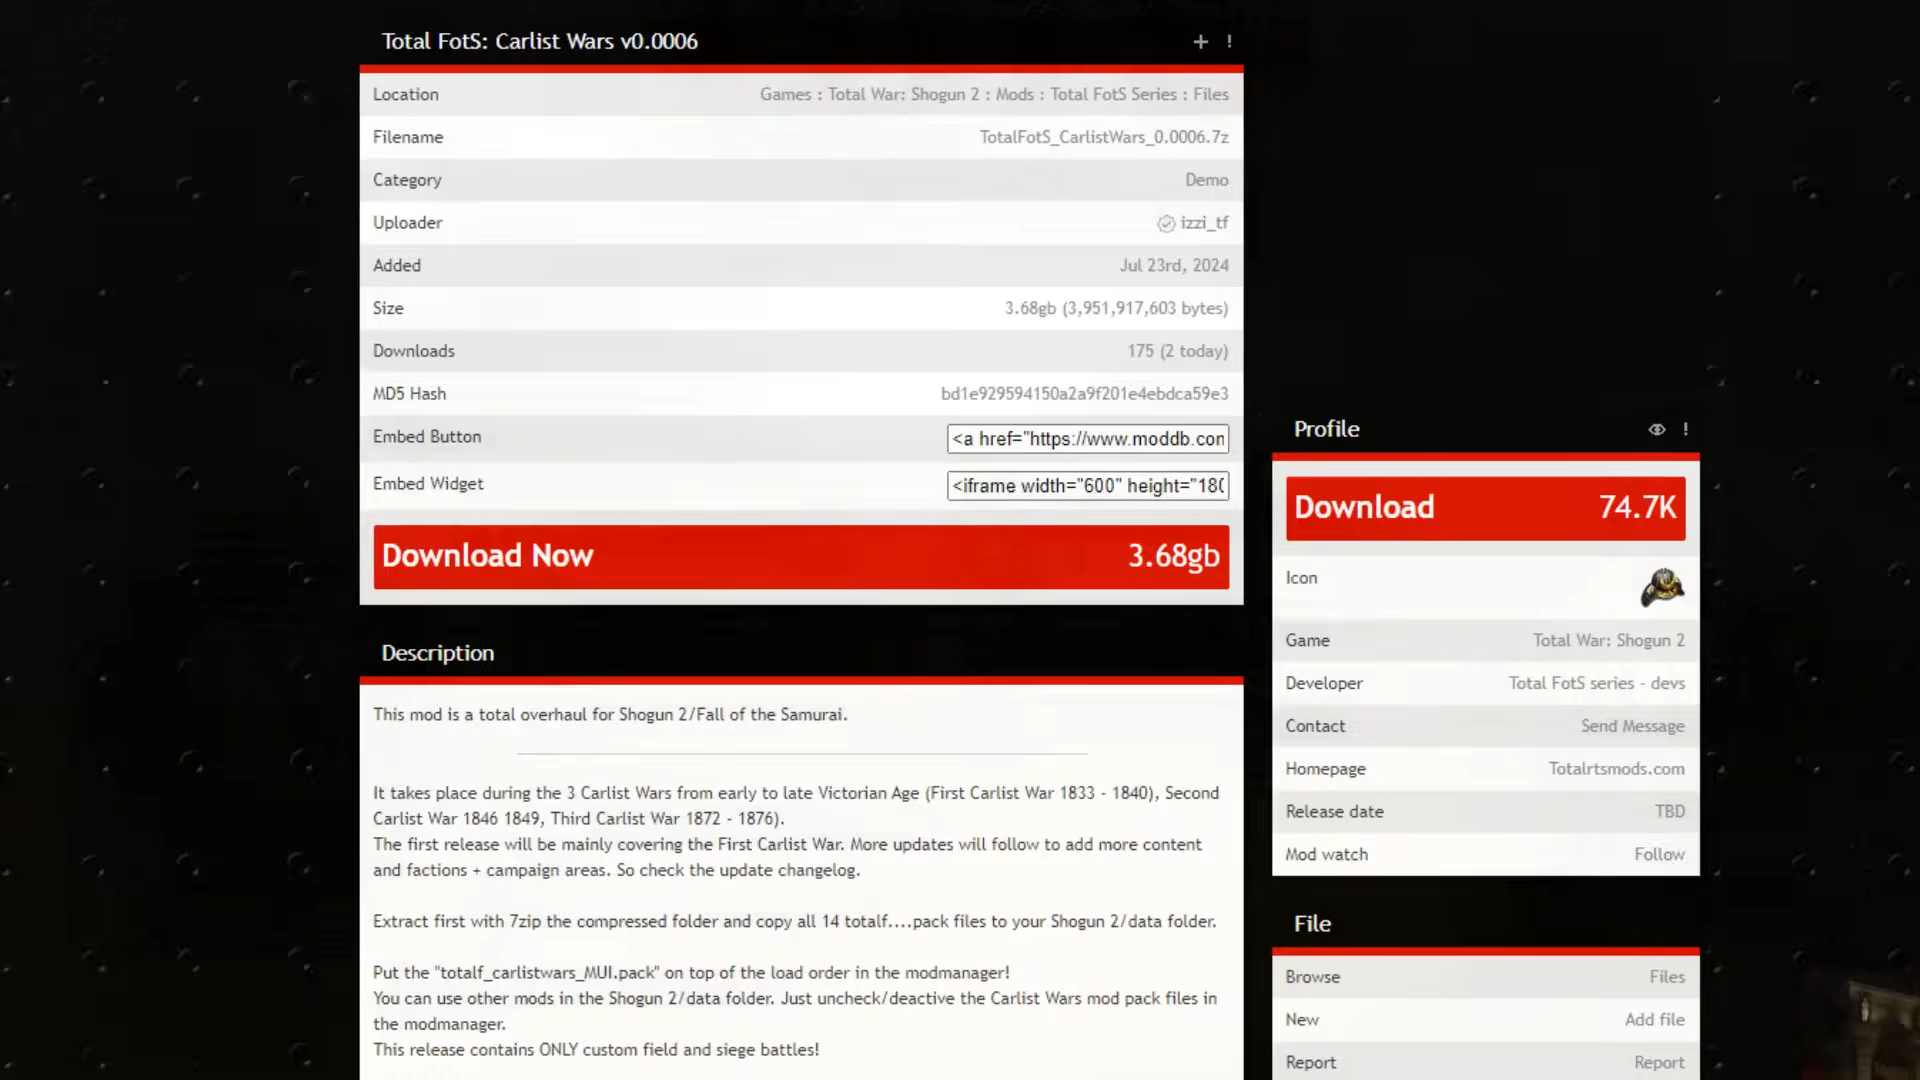 Total FotS: Carlist Wars v0.0006
+ !
Location Games : Total War: Shogun 2 : Mods : Total FotS Series : Files
Filename TotalFotS_CarlistWars_0.0006.7z
Category Demo
Uploader izzi_tf
Added Jul 23rd, 2024
Size 3.68gb (3,951,917,603 bytes)
Downloads 175 (2 today)
MD5 Hash bd1e929594150a2a9f201e4ebdca59e3
Embed Button <a href="https://www.moddb.con
Embed Widget <iframe width="600" height="18(
Download Now 3.68gb
Description
This mod is a total overhaul for Shogun 2/Fall of the Samurai.
It takes place during the 3 Carlist Wars from early to late Victorian Age (First Carlist War 1833 - 1840), Second
Carlist War 1846 1849, Third Carlist War 1872 - 1876).
The first release will be mainly covering the First Carlist War. More updates will follow to add more content
and factions + campaign areas. So check the update changelog.
Extract first with 7zip the compressed folder and copy all 14 totalf....pack files to your Shogun 2/data folder.
Put the "totalf_carlistwars_MUI.pack" on top of the load order in the modmanager!
You can use other mods in the Shogun 2/data folder. Just uncheck/deactive the Carlist Wars mod pack files in
the modmanager.
This release contains ONLY custom field and siege battles!
Profile !
Download 74.7K
Icon
Game Total War: Shogun 2
Developer Total FotS series - devs
Contact Send Message
Homepage Totalrtsmods.com
Release date TBD
Mod watch Follow
File
Browse Files
New Add file
Report Report